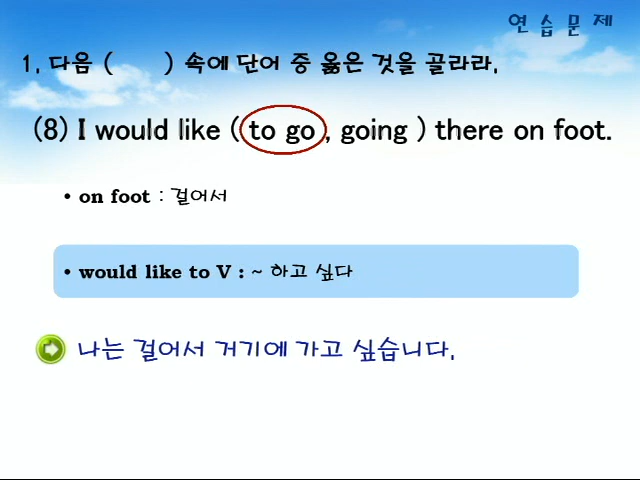 연습문제
1. 다음 (    ) 속에 단어 중 옳은 것을 골라라.
(8) I would like ( to go , going ) there on foot.
• on foot : 걸어서
• would like to V : ~ 하고 싶다
나는 걸어서 거기에 가고 싶습니다.